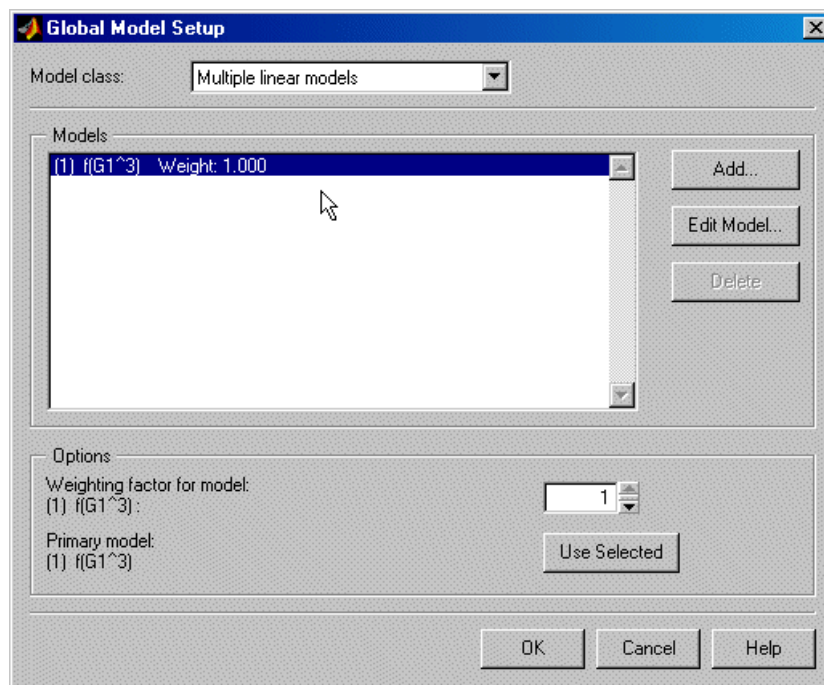 Global Model Setup
Model class: Multiple linear models
Models
(1) f(G1^3) Weight: 1.000
Add...
Edit Model...
Delete
Options
Weighting factor for model:
(1) f(G1^3) :
1
Primary model:
(1) f(G1^3)
Use Selected
OK Cancel Help